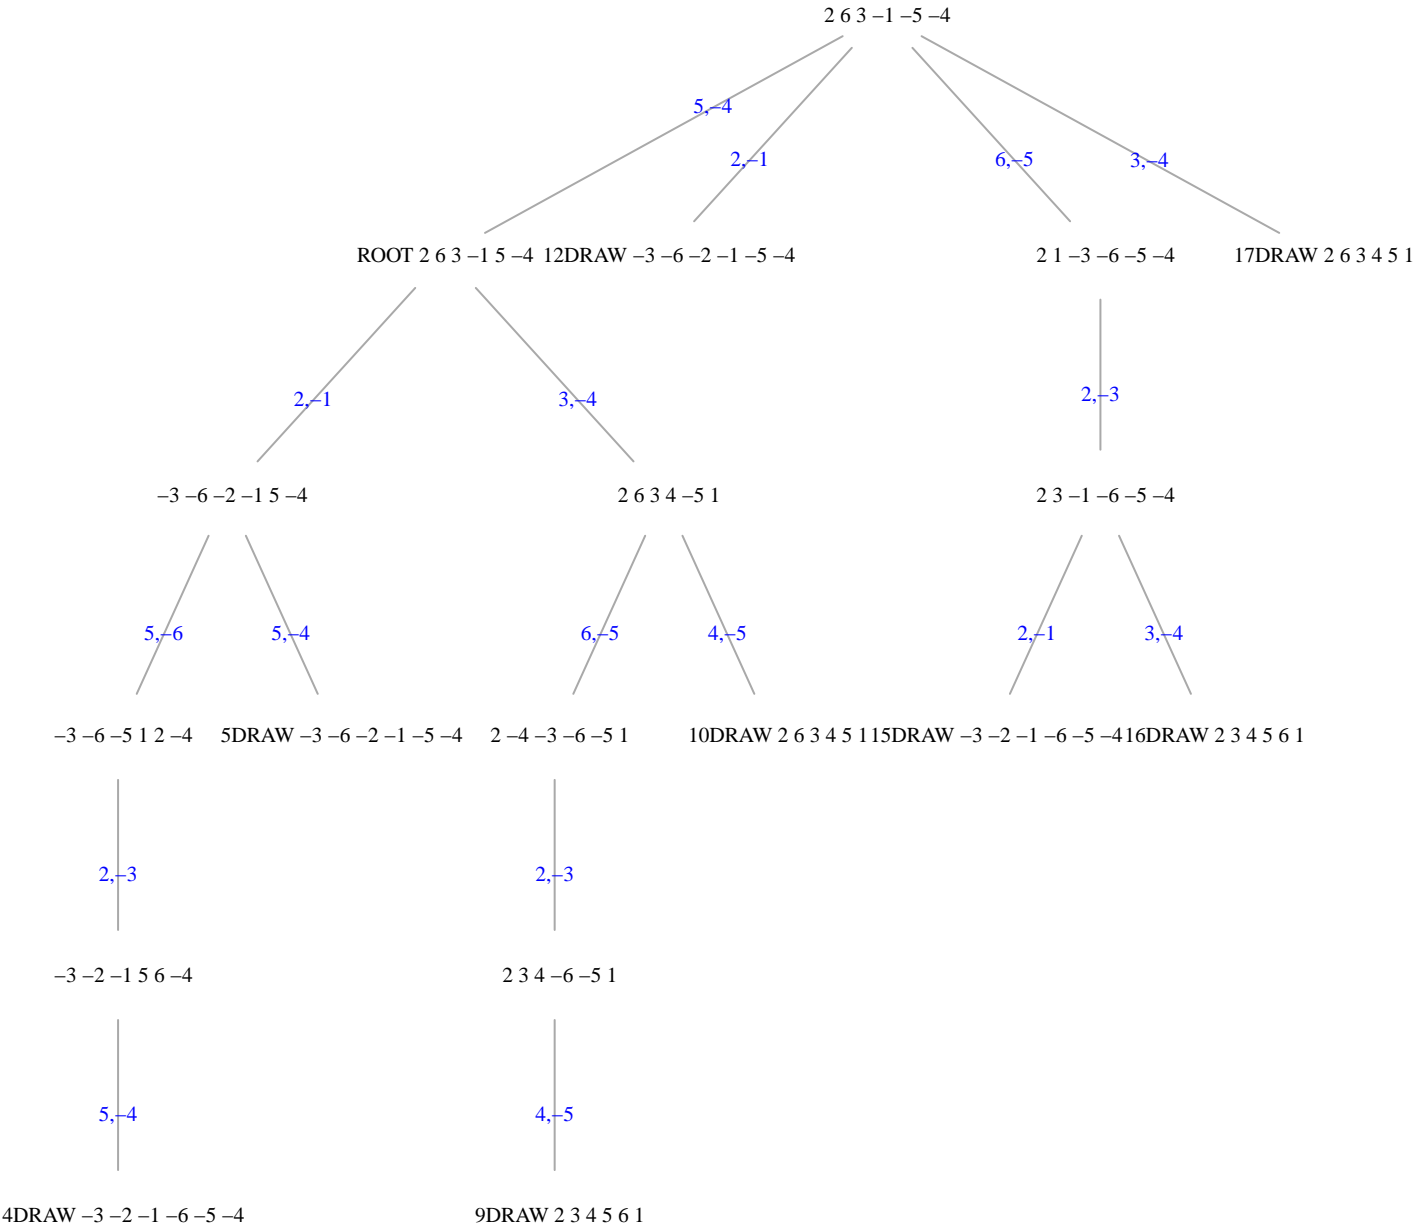 2 6 3 –1 –5 –4
5,–4
2,–1
6,–5
3,–4
ROOT 2 6 3 –1 5 –4
12DRAW –3 –6 –2 –1 –5 –4
2 1 –3 –6 –5 –4
17DRAW 2 6 3 4 5 1
2,–1
3,–4
2,–3
–3 –6 –2 –1 5 –4
2 6 3 4 –5 1
2 3 –1 –6 –5 –4
5,–6
5,–4
6,–5
4,–5
2,–1
3,–4
–3 –6 –5 1 2 –4
5DRAW –3 –6 –2 –1 –5 –4
2 –4 –3 –6 –5 1
10DRAW 2 6 3 4 5 1
15DRAW –3 –2 –1 –6 –5 –4
16DRAW 2 3 4 5 6 1
2,–3
2,–3
–3 –2 –1 5 6 –4
2 3 4 –6 –5 1
5,–4
4,–5
4DRAW –3 –2 –1 –6 –5 –4
9DRAW 2 3 4 5 6 1